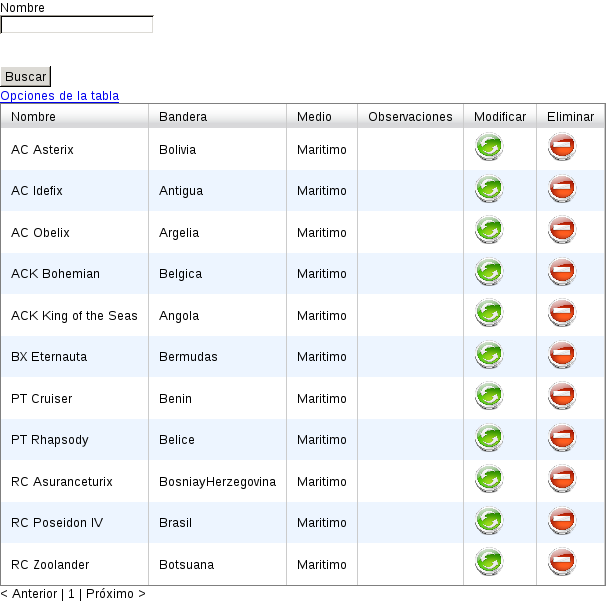 Nombre
Buscar
Opciones de la tabla
Nombre Bandera Medio Observaciones Modificar Eliminar
AC Asterix Bolivia Maritimo
AC Idefix Antigua Maritimo
AC Obelix Argelia Maritimo
ACK Bohemian Belgica Maritimo
ACK King of the Seas Angola Maritimo
BX Eternauta Bermudas Maritimo
PT Cruiser Benin Maritimo
PT Rhapsody Belice Maritimo
RC Asuranceturix BosniayHerzegovina Maritimo
RC Poseidon IV Brasil Maritimo
RC Zoolander Botsuana Maritimo
< Anterior | 1 | Próximo >